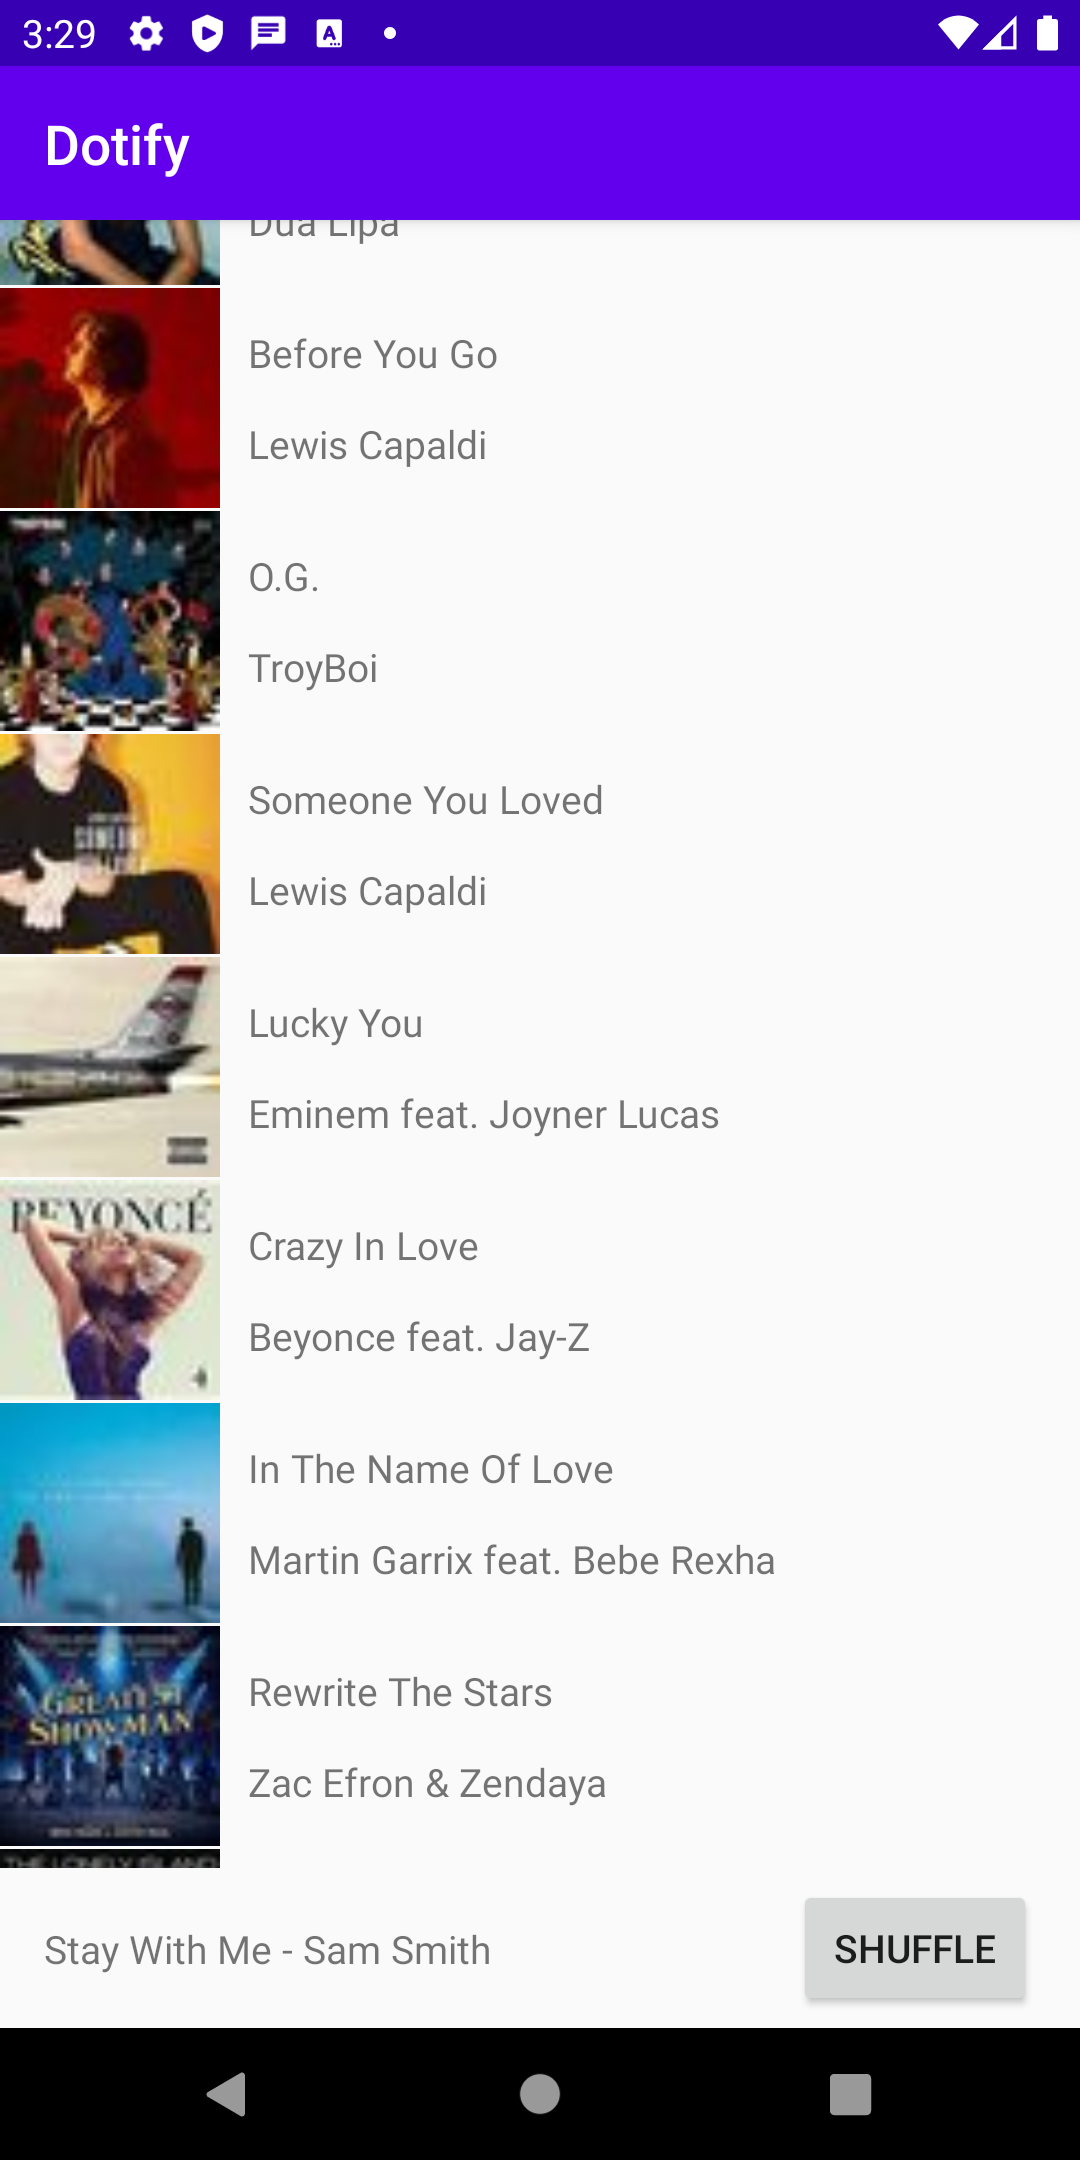 3:29
Dotify
Dua Lipa
Before You Go
Lewis Capaldi
O.G.
TroyBoi
Someone You Loved
Lewis Capaldi
Lucky You
Eminem feat. Joyner Lucas
BEYONCÉ
Crazy In Love
Beyonce feat. Jay-Z
In The Name Of Love
Martin Garrix feat. Bebe Rexha
GREATEST
SHOWMAN
Rewrite The Stars
Zac Efron & Zendaya
THE LONELY ISLAND
Stay With Me - Sam Smith
SHUFFLE